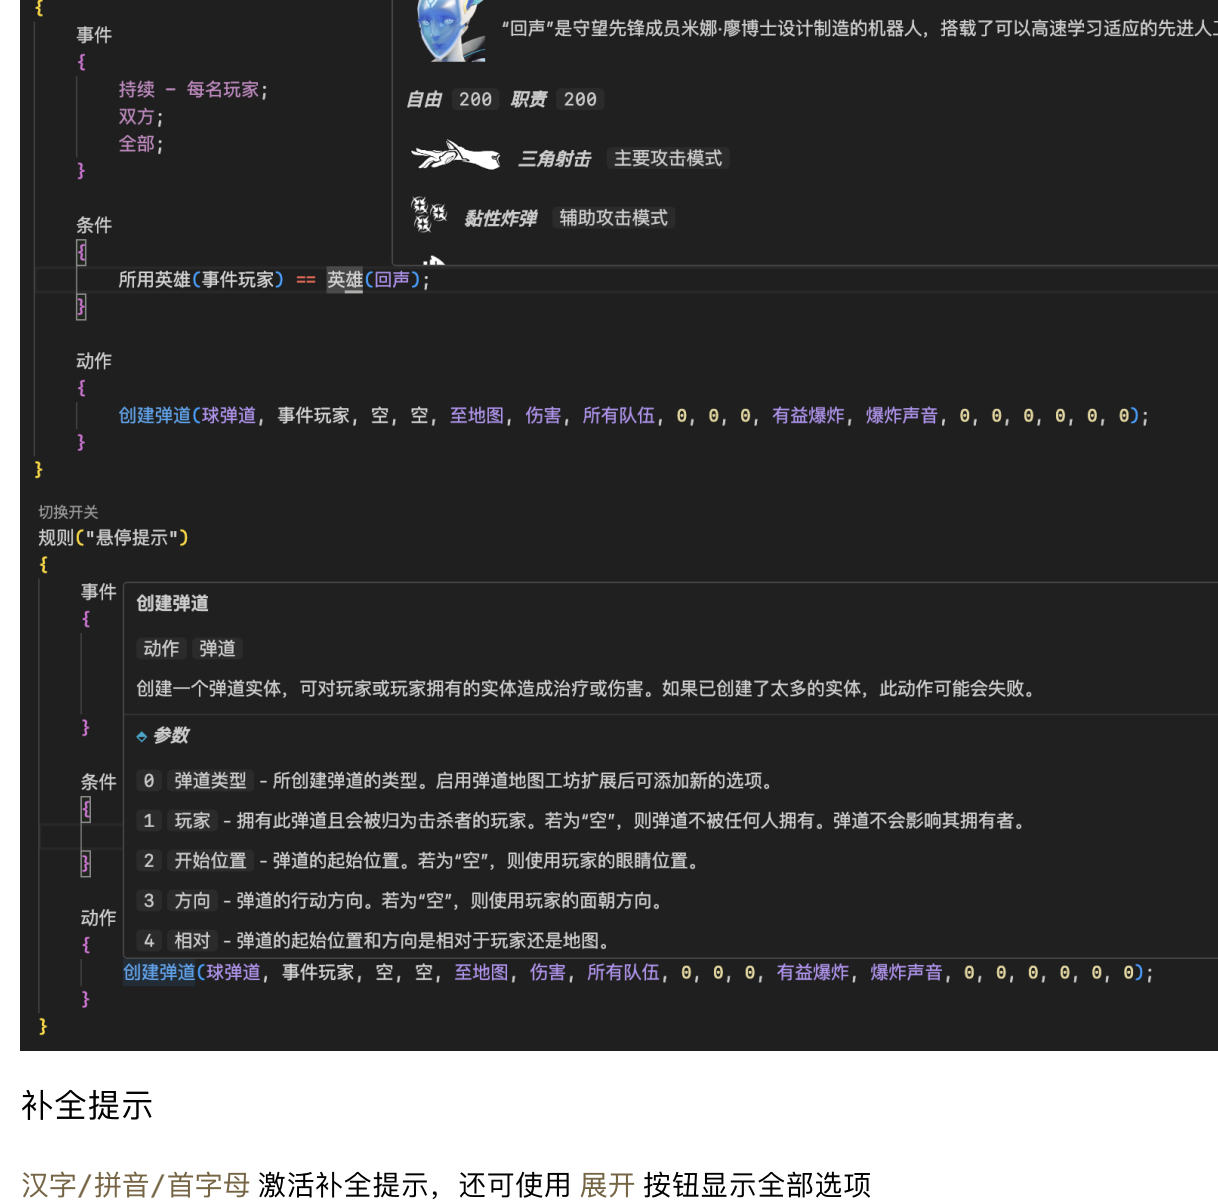 {
事件
{
持续 - 每名玩家;
双方;
全部;
}
条件
{
所用英雄(事件玩家) == 英雄(回声);
}
动作
{
创建弹道(球弹道, 事件玩家, 空, 空, 至地图, 伤害, 所有队伍, 0, 0, 0, 有益爆炸, 爆炸声音, 0, 0, 0, 0, 0, 0);
}
}
“回声”是守望先锋成员米娜·廖博士设计制造的机器人，搭载了可以高速学习适应的先进人
自由 200 职责 200
三角射击 主要攻击模式
黏性炸弹 辅助攻击模式
切换开关
规则("悬停提示")
{
事件
{
}
条件
{
}
动作
{
创建弹道
动作 弹道
创建一个弹道实体，可对玩家或玩家拥有的实体造成治疗或伤害。如果已创建了太多的实体，此动作可能会失败。
参数
0 弹道类型 - 所创建弹道的类型。启用弹道地图工坊扩展后可添加新的选项。
1 玩家 - 拥有此弹道且会被归为击杀者的玩家。若为“空”，则弹道不被任何人拥有。弹道不会影响其拥有者。
2 开始位置 - 弹道的起始位置。若为“空”，则使用玩家的眼睛位置。
3 方向 - 弹道的行动方向。若为“空”，则使用玩家的面朝方向。
4 相对 - 弹道的起始位置和方向是相对于玩家还是地图。
创建弹道(球弹道, 事件玩家, 空, 空, 至地图, 伤害, 所有队伍, 0, 0, 0, 有益爆炸, 爆炸声音, 0, 0, 0, 0, 0, 0);
}
}
补全提示
汉字/拼音/首字母 激活补全提示，还可使用 展开 按钮显示全部选项